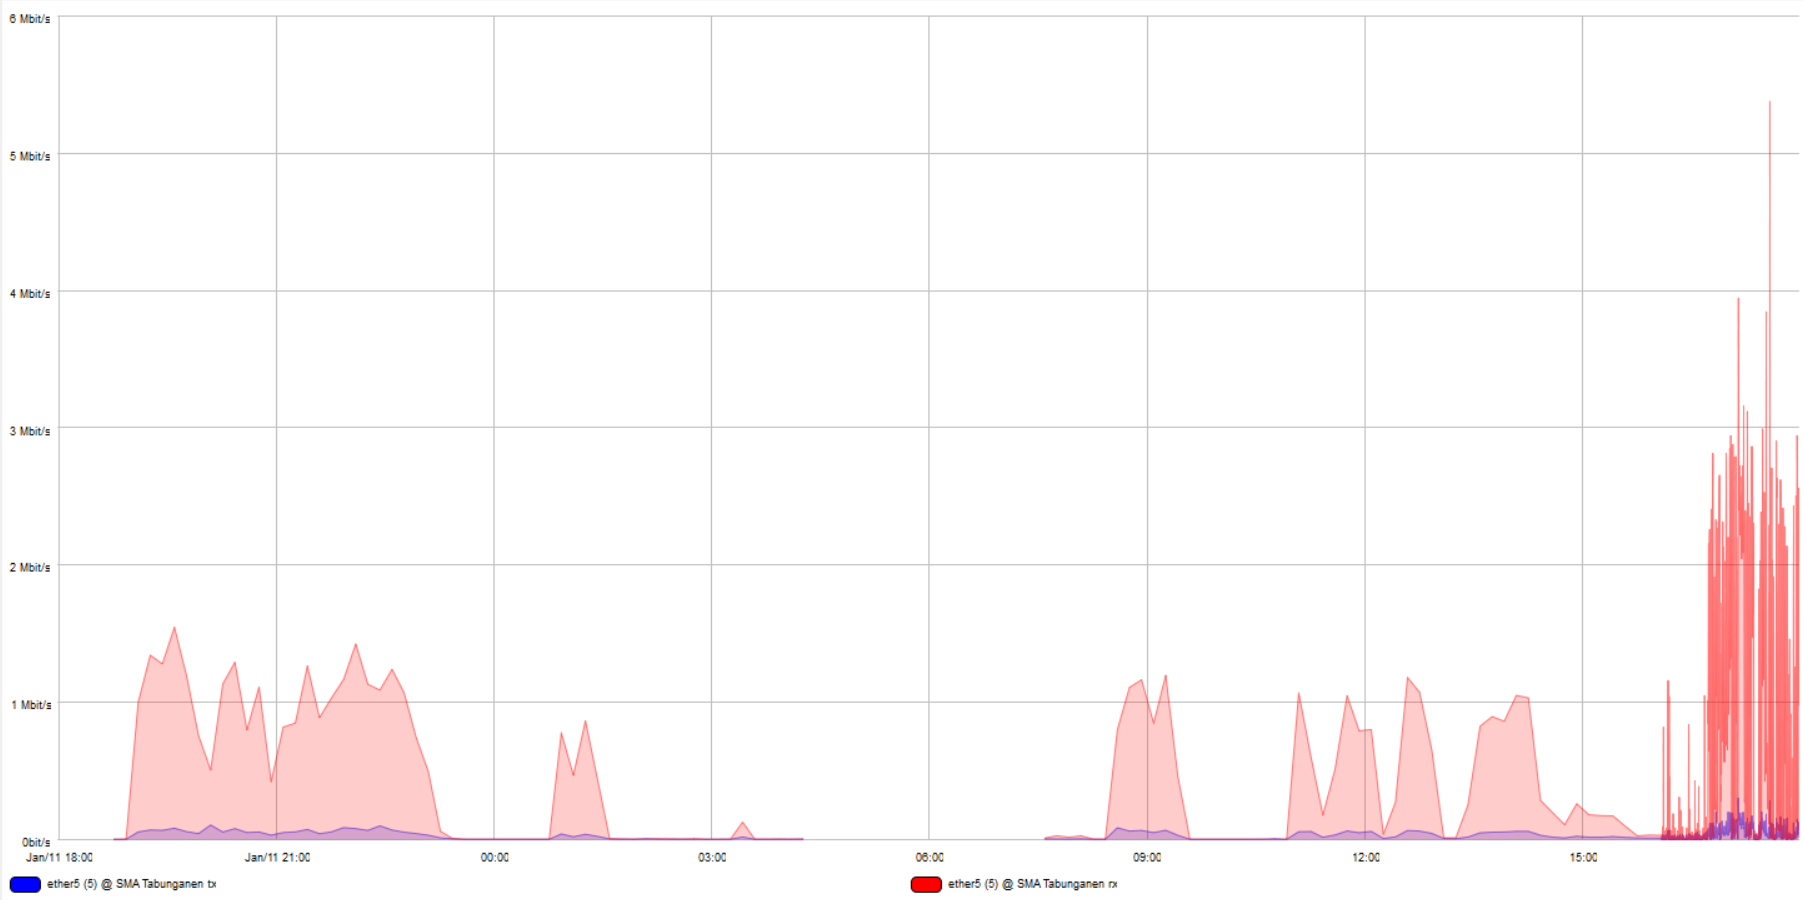 6 Mbit/s
5 Mbit/s
4 Mbit/s
3 Mbit/s
2 Mbit/s
1 Mbit/s
0bit/s
Jan/11 18:00 Jan/11 21:00 00:00 03:00 06:00 09:00 12:00 15:00
ether5 (5) @ SMA Tabunganen tx ether5 (5) @ SMA Tabunganen rx